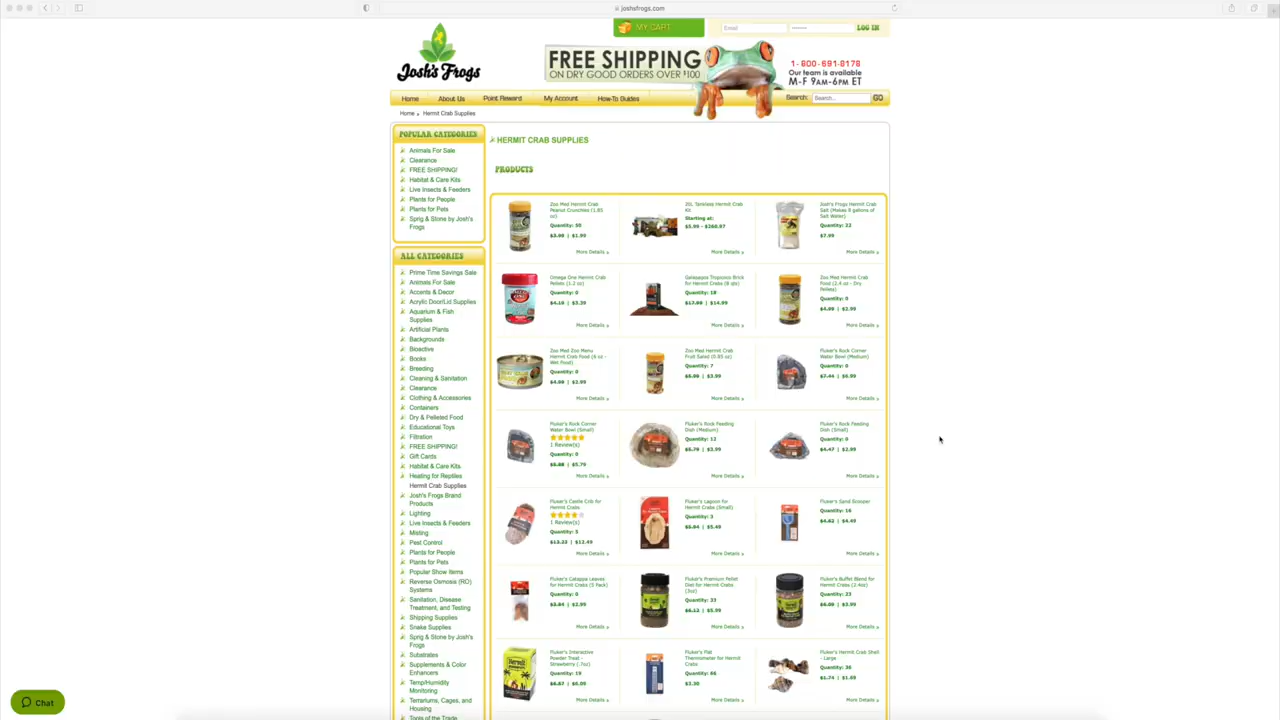 joshsfrogs.com
MY CART
Email
LOG IN
Josh's Frogs
FREE SHIPPING
ON DRY GOOD ORDERS OVER $100
1-800-691-8178
Our team is available
M-F 9AM-6PM ET
Home
About Us
Point Reward
My Account
How-To Guides
Search:
Search...
GO
Home
Hermit Crab Supplies
POPULAR CATEGORIES
Animals For Sale
Clearance
FREE SHIPPING!
Habitat & Care Kits
Live Insects & Feeders
Plants for People
Plants for Pets
Sprig & Stone by Josh's
Frogs
ALL CATEGORIES
Prime Time Savings Sale
Animals For Sale
Accents & Decor
Acrylic Door/Lid Supplies
Aquarium & Fish
Supplies
Artificial Plants
Backgrounds
Bioactive
Books
Breeding
Cleaning & Sanitation
Clearance
Clothing & Accessories
Containers
Dry & Pelleted Food
Educational Toys
Filtration
FREE SHIPPING!
Gift Cards
Habitat & Care Kits
Heating for Reptiles
Hermit Crab Supplies
Josh's Frogs Brand
Products
Lighting
Live Insects & Feeders
Misting
Pest Control
Plants for People
Plants for Pets
Popular Show Items
Reverse Osmosis (RO)
Systems
Sanitation, Disease
Treatment, and Testing
Shipping Supplies
Snake Supplies
Sprig & Stone by Josh's
Frogs
Substrates
Supplements & Color
Enhancers
Temp/Humidity
Monitoring
Terrariums, Cages, and
Housing
Tools of the Trade
HERMIT CRAB SUPPLIES
PRODUCTS
Zoo Med Hermit Crab
Peanut Crunchies (1.85
oz)
Quantity: 50
$3.98 | $1.99
More Details
20L Tankless Hermit Crab
Kit
Starting at:
$5.99 - $260.97
More Details
Josh's Frogs Hermit Crab
Salt (Makes 8 gallons of
Salt Water)
Quantity: 22
$7.99
More Details
Omega One Hermit Crab
Pellets (1.2 oz)
Quantity: 0
$4.18 | $3.39
More Details
Galapagos Tropicoco Brick
for Hermit Crabs (8 qts)
Quantity: 18
$17.99 | $14.99
More Details
Zoo Med Hermit Crab
Food (2.4 oz - Dry
Pellets)
Quantity: 0
$4.99 | $2.99
More Details
Zoo Med Zoo Menu
Hermit Crab Food (6 oz -
Wet Food)
Quantity: 0
$4.99 | $2.99
More Details
Zoo Med Hermit Crab
Fruit Salad (0.85 oz)
Quantity: 7
$5.99 | $3.99
More Details
Fluker's Rock Corner
Water Bowl (Medium)
Quantity: 0
$7.44 | $6.99
More Details
Fluker's Rock Corner
Water Bowl (Small)
1 Review(s)
Quantity: 0
$5.88 | $5.79
More Details
Fluker's Rock Feeding
Dish (Medium)
Quantity: 12
$5.79 | $3.99
More Details
Fluker's Rock Feeding
Dish (Small)
Quantity: 0
$4.47 | $2.99
More Details
Fluker's Castle Crib for
Hermit Crabs
1 Review(s)
Quantity: 5
$13.23 | $12.49
More Details
Fluker's Lagoon for
Hermit Crabs (Small)
Quantity: 3
$5.84 | $5.49
More Details
Fluker's Sand Scooper
Quantity: 16
$4.62 | $4.49
More Details
Fluker's Catappa Leaves
for Hermit Crabs (5 Pack)
Quantity: 0
$3.84 | $2.99
More Details
Fluker's Premium Pellet
Diet for Hermit Crabs
(3oz)
Quantity: 33
$6.13 | $5.99
More Details
Fluker's Buffet Blend for
Hermit Crabs (2.4oz)
Quantity: 23
$6.09 | $3.99
More Details
Fluker's Interactive
Powder Treat -
Strawberry (.7oz)
Quantity: 19
$6.67 | $6.09
More Details
Fluker's Flat
Thermometer for Hermit
Crabs
Quantity: 66
$3.30
More Details
Fluker's Hermit Crab Shell
- Large
Quantity: 36
$1.74 | $1.69
More Details
Chat